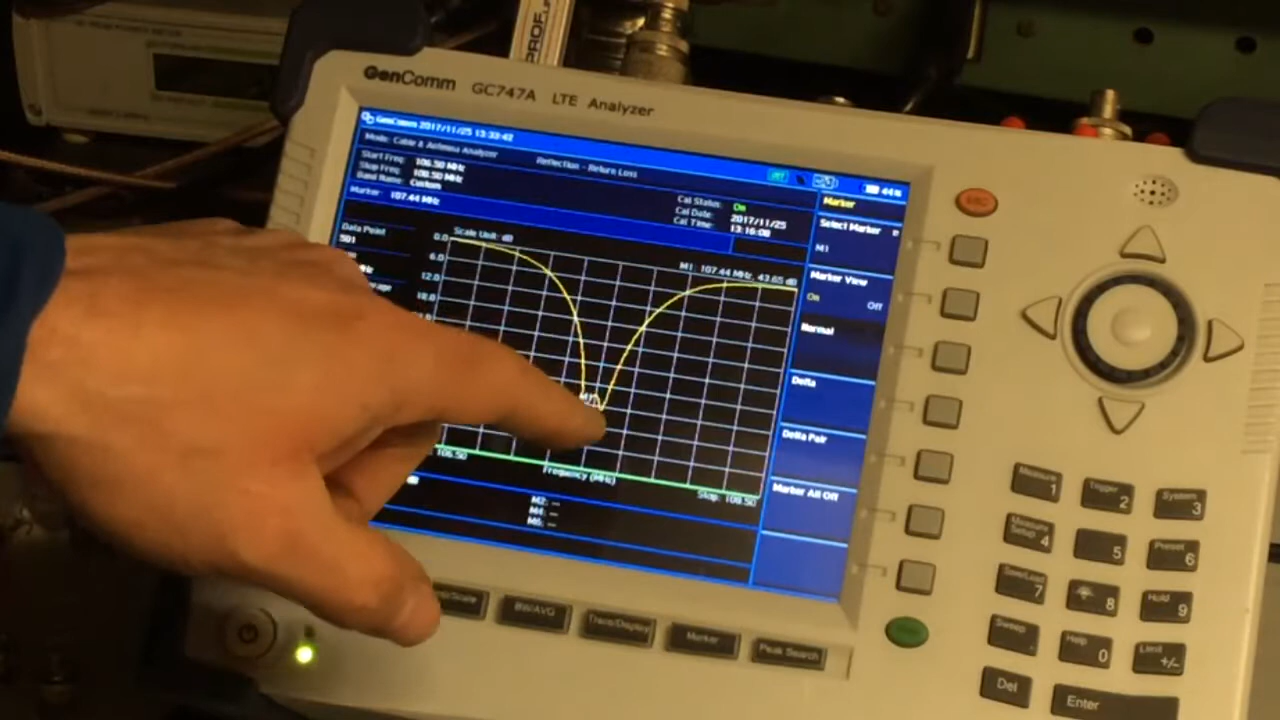 PROF
GenComm GC747A LTE Analyzer
GenComm 2017/11/25 13:33:42
Mode: Cable & Antenna Analyzer
Reflection - Return Loss
44%
Start Freq: 106.50 MHz
Stop Freq: 108.50 MHz
Band Name: Custom
Cal Status: On
Cal Date: 2017/11/25
Cal Time: 13:16:08
Marker: 107.44 MHz
Data Point
501
Scale Unit: dB
M1: 107.44 MHz, 43.65 dB
0.0
6.0
12.0
18.0
M1
106.50
Frequency (MHz)
Stop: 108.50
M2: --
M4: --
M6: --
Marker
Select Marker
M1
Marker View
On Off
Normal
Delta
Delta Pair
Marker All Off
ESC
Measure 1
Trigger 2
System 3
Measure Setup 4
5
Preset 6
Save/Load 7
8
Hold 9
Sweep .
Help 0
Limit +/-
Del
Enter
BW/AVG
Trace/Display
Marker
Peak Search